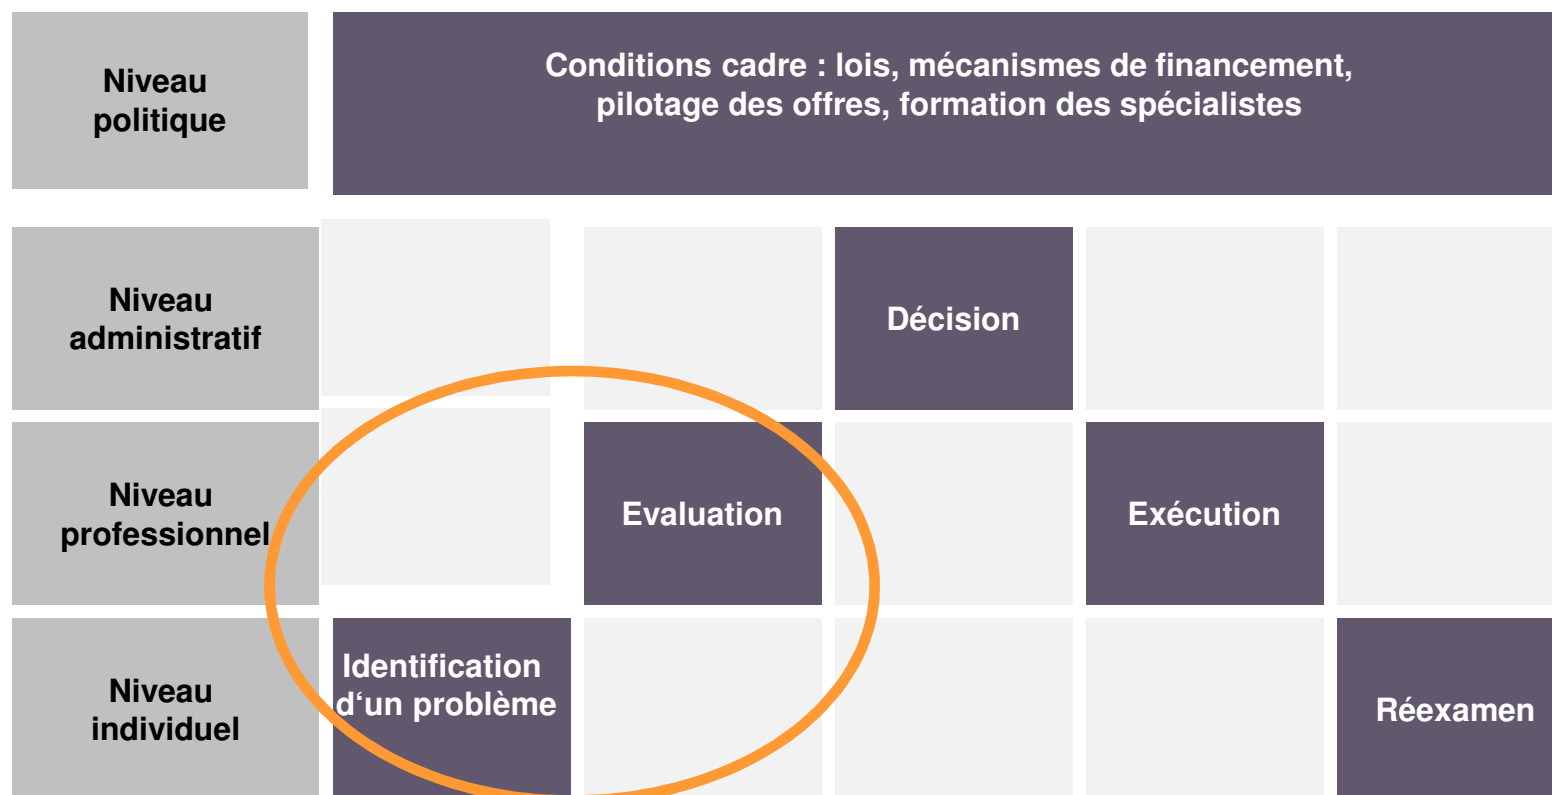 Niveau
politique
Conditions cadre : lois, mécanismes de financement,
pilotage des offres, formation des spécialistes
Niveau
administratif
Décision
Niveau
professionnel
Evaluation
Exécution
Niveau
individuel
Identification
d‘un problème
Réexamen